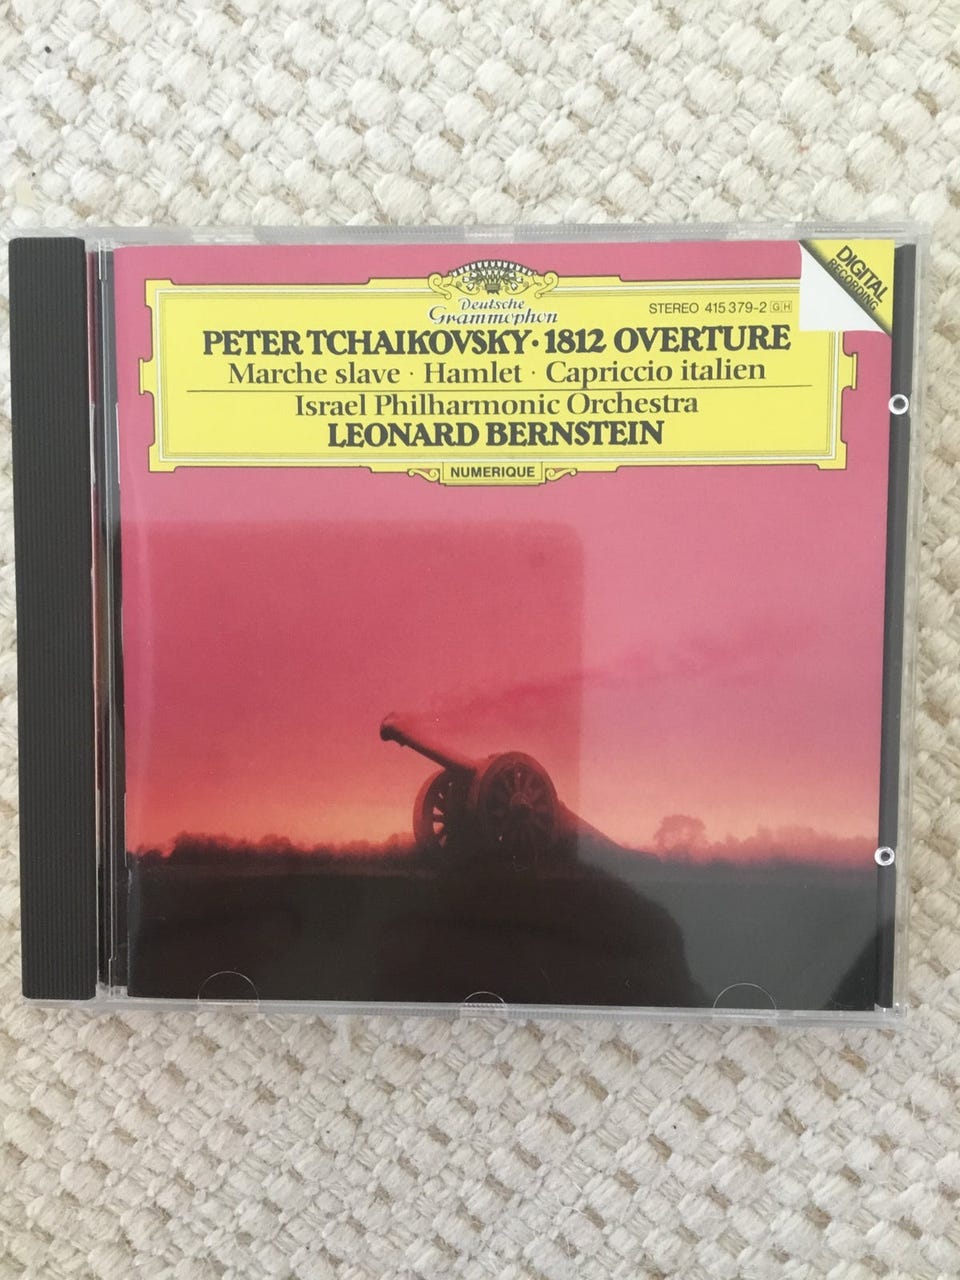 DIGITAL
RECORDING
Deutsche
Grammophon
STEREO 415 379-2 GH
PETER TCHAIKOVSKY · 1812 OVERTURE
Marche slave · Hamlet · Capriccio italien
Israel Philharmonic Orchestra
LEONARD BERNSTEIN
NUMERIQUE